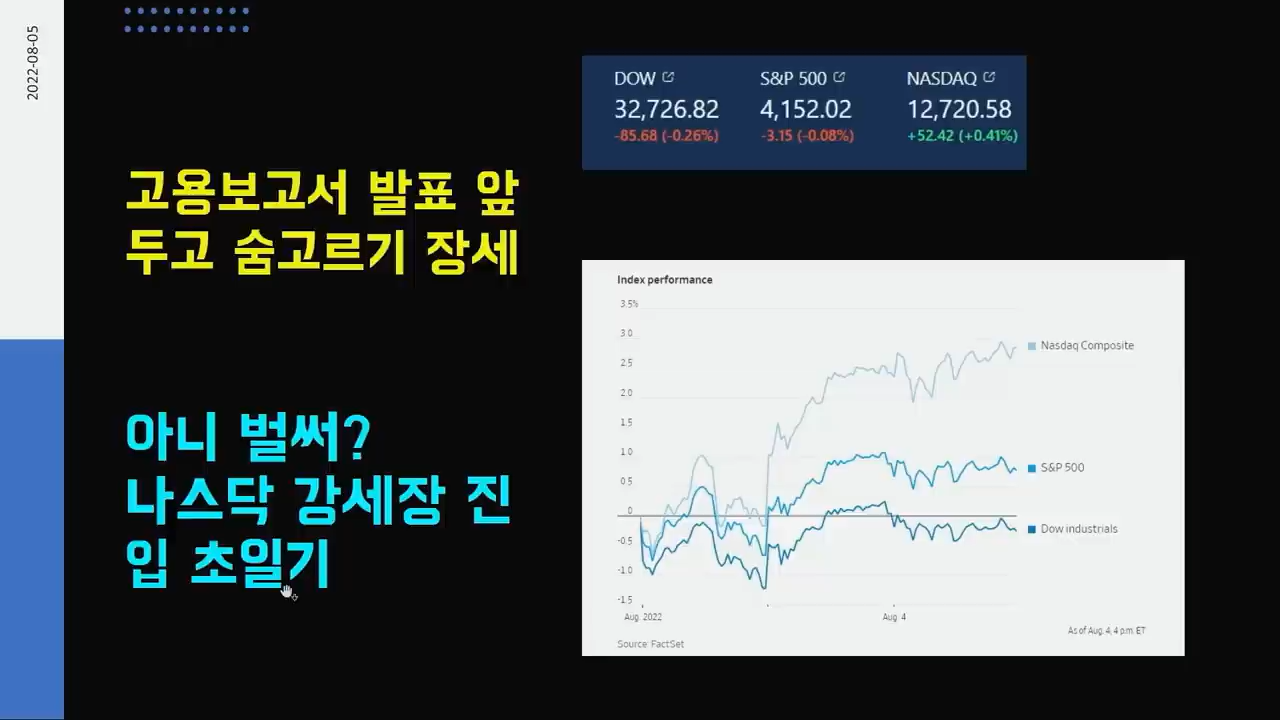 2022-08-05
DOW
S&P 500
NASDAQ
32,726.82
4,152.02
12,720.58
-85.68 (-0.26%)
-3.15 (-0.08%)
+52.42 (+0.41%)
고용보고서 발표 앞
두고 숨고르기 장세
아니 벌써?
나스닥 강세장 진
입 초일기
Index performance
3.5%
3.0
2.5
2.0
1.5
1.0
0.5
0
-0.5
-1.0
-1.5
Nasdaq Composite
S&P 500
Dow industrials
Aug. 2022
Aug. 4
As of Aug. 4, 4 p.m. ET
Source: FactSet